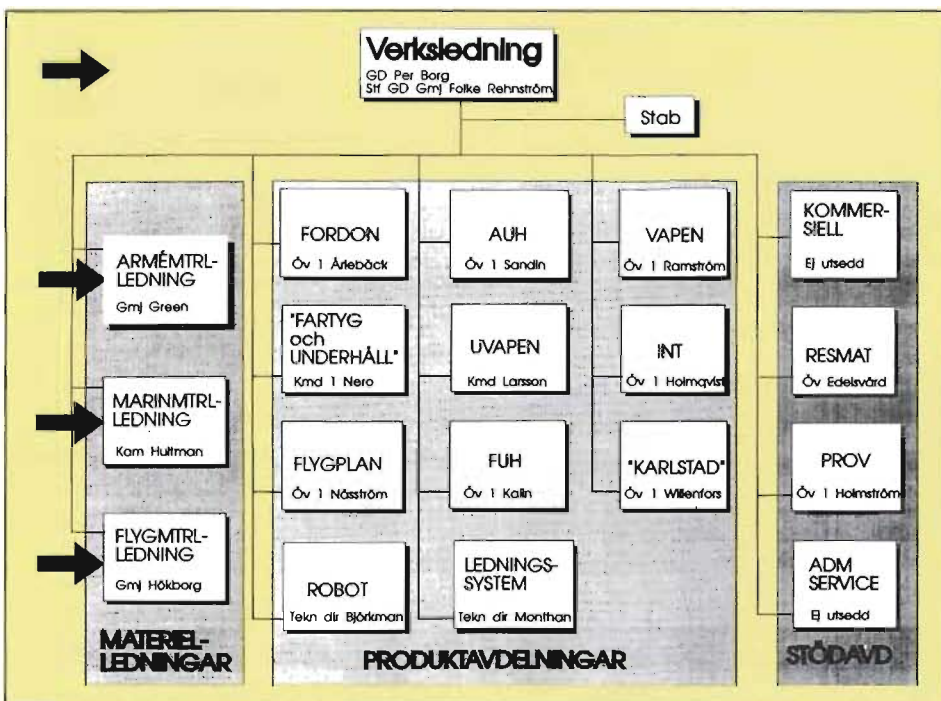 Verksledning
GD Per Borg
Stf GD Gmj Folke Rehnström
Stab
ARMÉMTRL-
LEDNING
Gmj Green
MARINMTRL-
LEDNING
Kam Hultman
FLYGMTRL-
LEDNING
Gmj Hökborg
MATERIEL-
LEDNINGAR
FORDON
Öv 1 Årlebäck
"FARTYG
och
UNDERHÅLL"
Kmd 1 Nero
FLYGPLAN
Öv 1 Näsström
ROBOT
Tekn dir Björkman
AUH
Öv 1 Sandin
UVAPEN
Kmd Larsson
FUH
Öv 1 Kalin
LEDNINGS-
SYSTEM
Tekn dir Monthan
VAPEN
Öv 1 Ramström
INT
Öv 1 Holmqvist
"KARLSTAD"
Öv 1 Willenfors
PRODUKTAVDELNINGAR
KOMMER-
SIELL
Ej utsedd
RESMAT
Öv Edelsvärd
PROV
Öv 1 Holmström
ADM
SERVICE
Ej utsedd
STÖDAVD